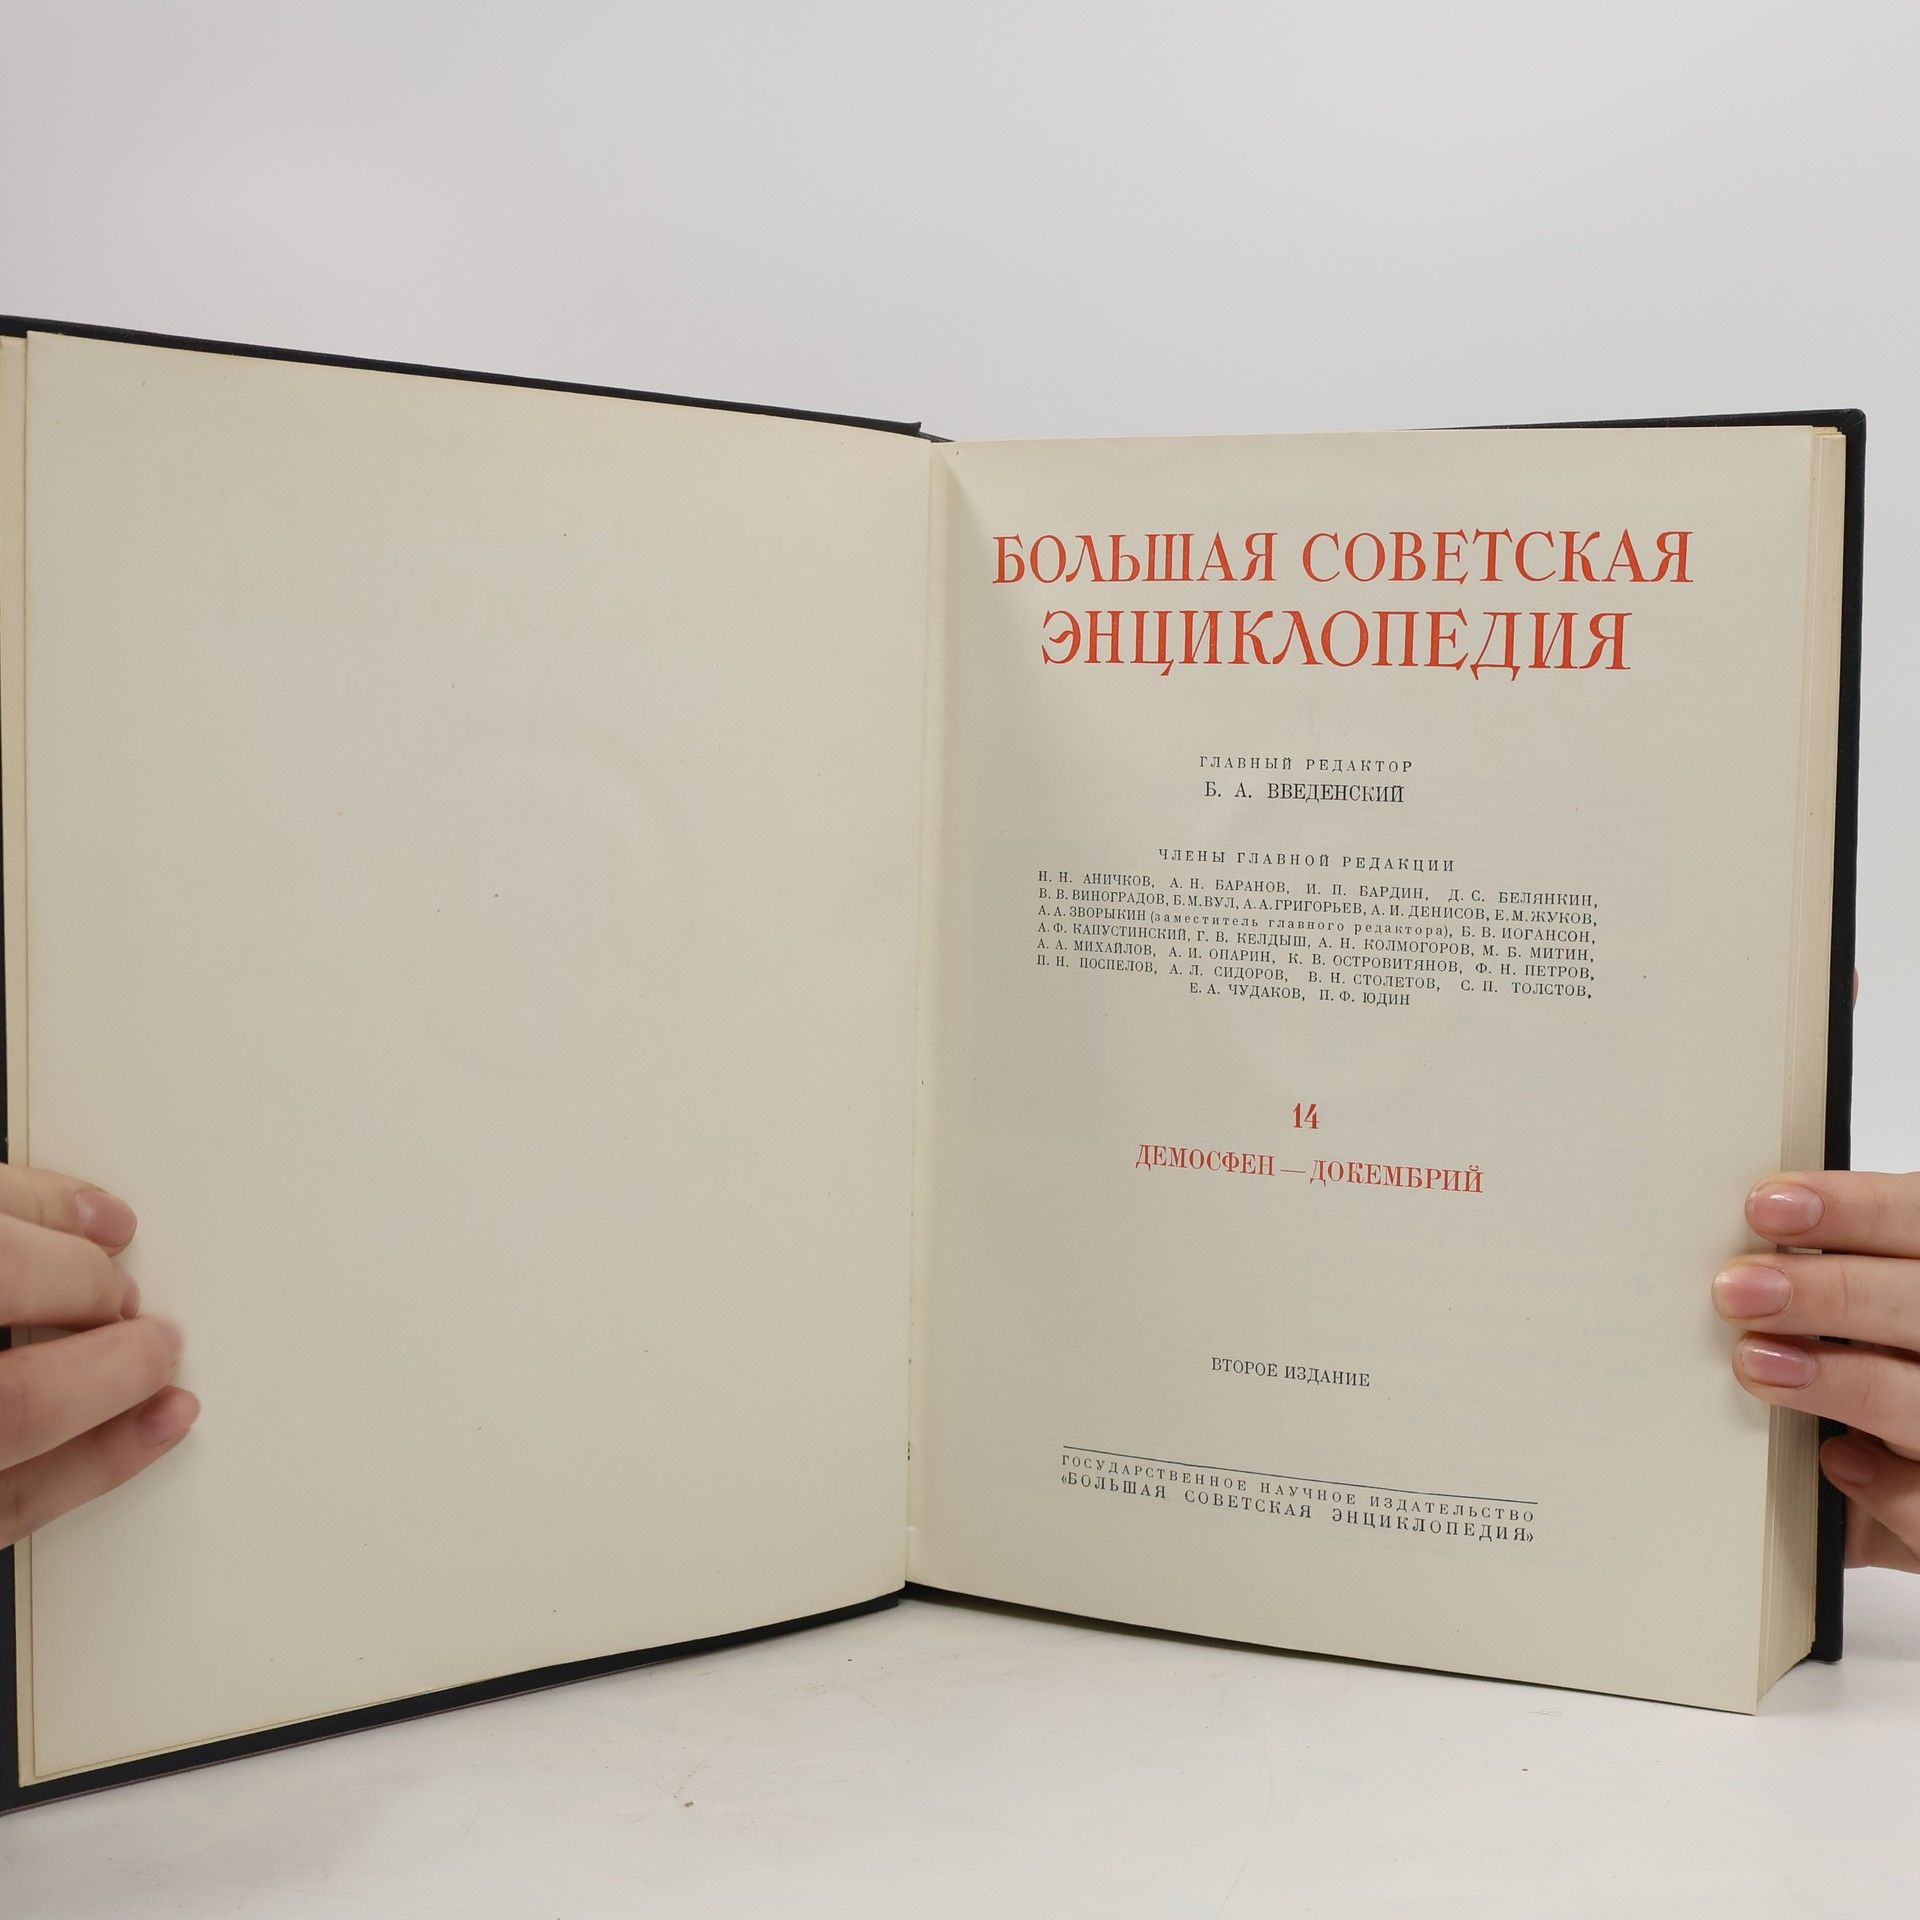 БОЛЬШАЯ СОВЕТСКАЯ
ЭНЦИКЛОПЕДИЯ
ГЛАВНЫЙ РЕДАКТОР
Б. А. ВВЕДЕНСКИЙ
ЧЛЕНЫ ГЛАВНОЙ РЕДАКЦИИ
Н. Н. АНИЧКОВ, А. Н. БАРАНОВ, И. П. БАРДИН, Д. С. БЕЛЯНКИН,
В. В. ВИНОГРАДОВ, Б. М. ВУЛ, А. А. ГРИГОРЬЕВ, А. И. ДЕНИСОВ, Е. М. ЖУКОВ,
А. А. ЗВОРЫКИН (заместитель главного редактора), Б. В. ИОГАНСОН,
А. Ф. КАПУСТИНСКИЙ, Г. В. КЕЛДЫШ, А. Н. КОЛМОГОРОВ, М. Б. МИТИН,
А. А. МИХАЙЛОВ, А. И. ОПАРИН, К. В. ОСТРОВИТЯНОВ, Ф. Н. ПЕТРОВ,
П. Н. ПОСПЕЛОВ, А. Л. СИДОРОВ, В. Н. СТОЛЕТОВ, С. П. ТОЛСТОВ,
Е. А. ЧУДАКОВ, П. Ф. ЮДИН
14
ДЕМОСФЕН — ДОКЕМБРИЙ
ВТОРОЕ ИЗДАНИЕ
ГОСУДАРСТВЕННОЕ НАУЧНОЕ ИЗДАТЕЛЬСТВО
«БОЛЬШАЯ СОВЕТСКАЯ ЭНЦИКЛОПЕДИЯ»